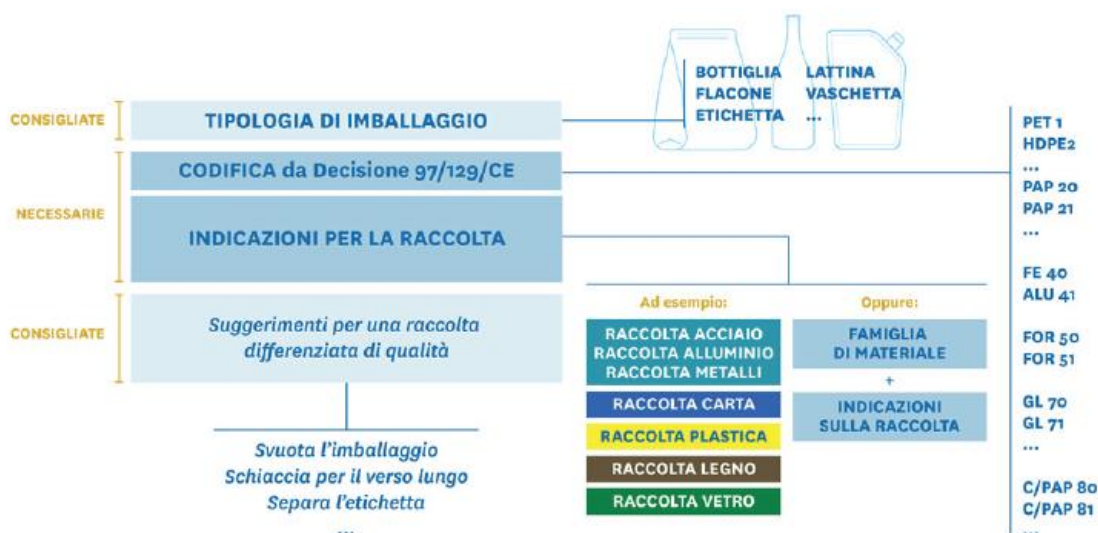 BOTTIGLIA LATTINA
FLACONE VASCHETTA
ETICHETTA ...
CONSIGLIATE
TIPOLOGIA DI IMBALLAGGIO
NECESSARIE
CODIFICA da Decisione 97/129/CE
INDICAZIONI PER LA RACCOLTA
CONSIGLIATE
Suggerimenti per una raccolta
differenziata di qualità
Svuota l'imballaggio
Schiaccia per il verso lungo
Separa l'etichetta
...
Ad esempio:
RACCOLTA ACCIAIO
RACCOLTA ALLUMINIO
RACCOLTA METALLI
RACCOLTA CARTA
RACCOLTA PLASTICA
RACCOLTA LEGNO
RACCOLTA VETRO
Oppure:
FAMIGLIA
DI MATERIALE
+
INDICAZIONI
SULLA RACCOLTA
PET 1
HDPE2
...
PAP 20
PAP 21
...
FE 40
ALU 41
FOR 50
FOR 51
GL 70
GL 71
...
C/PAP 80
C/PAP 81
...